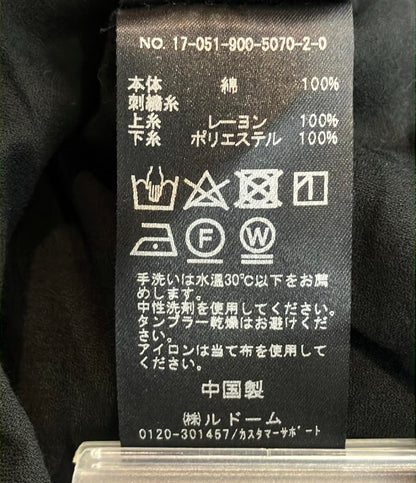 NO. 17-051-900-5070-2-0
本体 綿 100%
刺繍糸
上糸 レーヨン 100%
下糸 ポリエステル 100%
F W
手洗いは水温30℃以下をお薦
めします。
中性洗剤を使用してください。
タンブラー乾燥はお避けくだ
さい。
アイロンは当て布を使用して
ください。
中国製
㈱ルドーム
0120-301457/カスタマーサポート